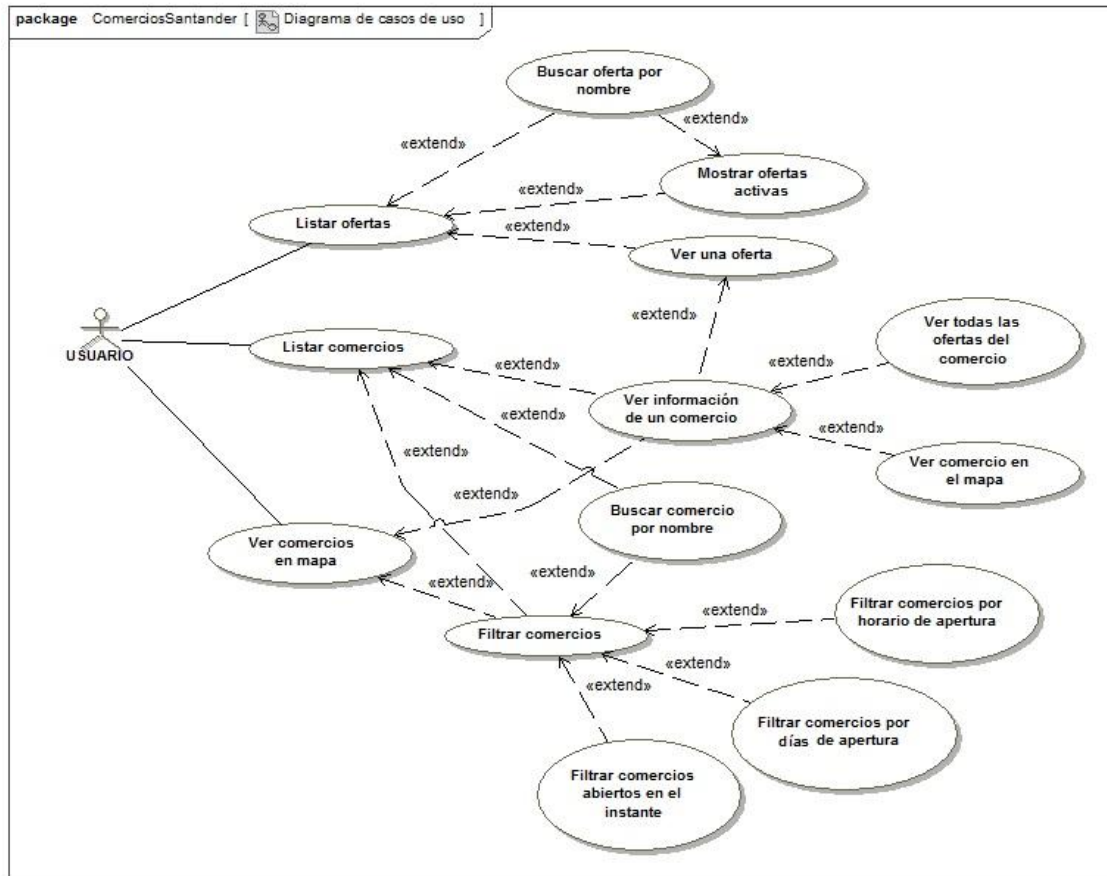 package ComerciosSantander [ Diagrama de casos de uso ]
Buscar oferta por
nombre
«extend»
«extend»
Mostrar ofertas
activas
«extend»
Listar ofertas
«extend»
Ver una oferta
«extend»
USUARIO
Listar comercios
Ver todas las
ofertas del
comercio
«extend»
«extend»
Ver información
de un comercio
«extend»
«extend»
«extend»
Ver comercio en
el mapa
«extend»
Buscar comercio
por nombre
Ver comercios
en mapa
«extend»
«extend»
Filtrar comercios
«extend»
Filtrar comercios por
horario de apertura
«extend»
«extend»
Filtrar comercios por
días de apertura
Filtrar comercios
abiertos en el
instante